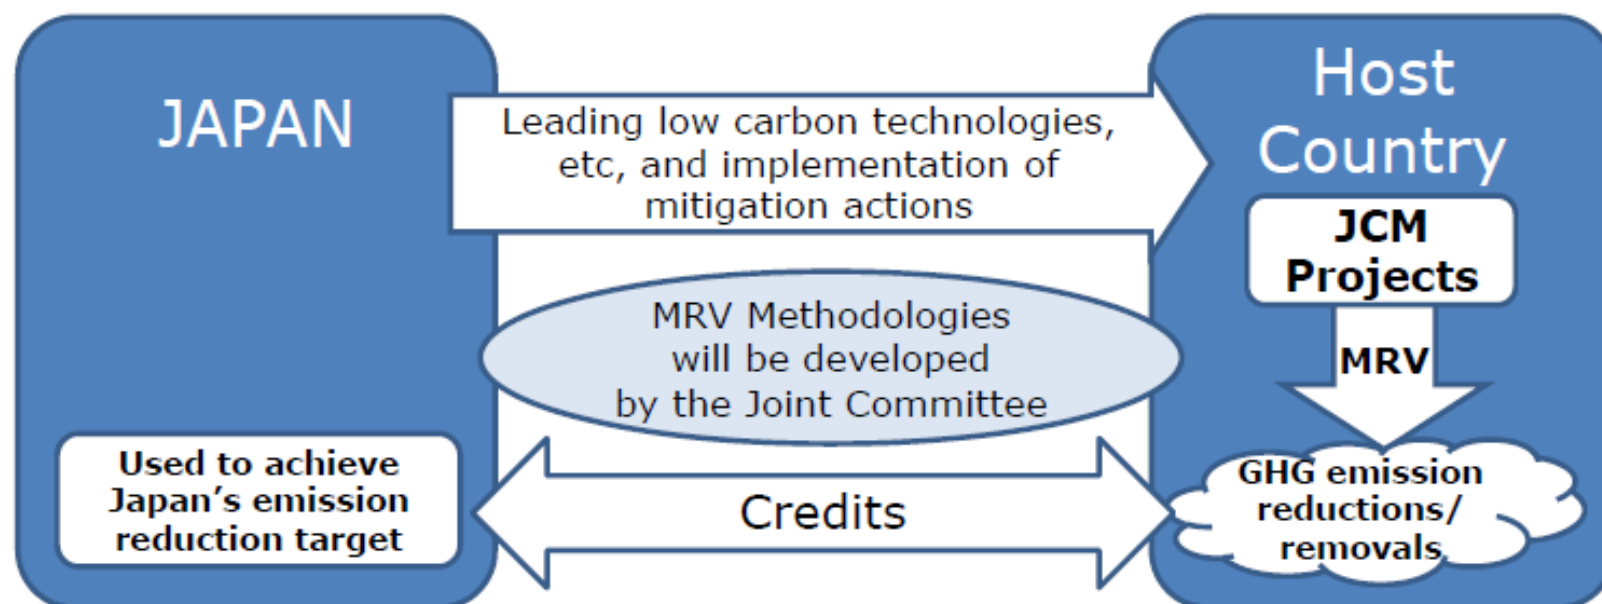 JAPAN
Leading low carbon technologies,
etc, and implementation of
mitigation actions
Host
Country
JCM
Projects
MRV
MRV Methodologies
will be developed
by the Joint Committee
Used to achieve
Japan’s emission
reduction target
Credits
GHG emission
reductions/
removals